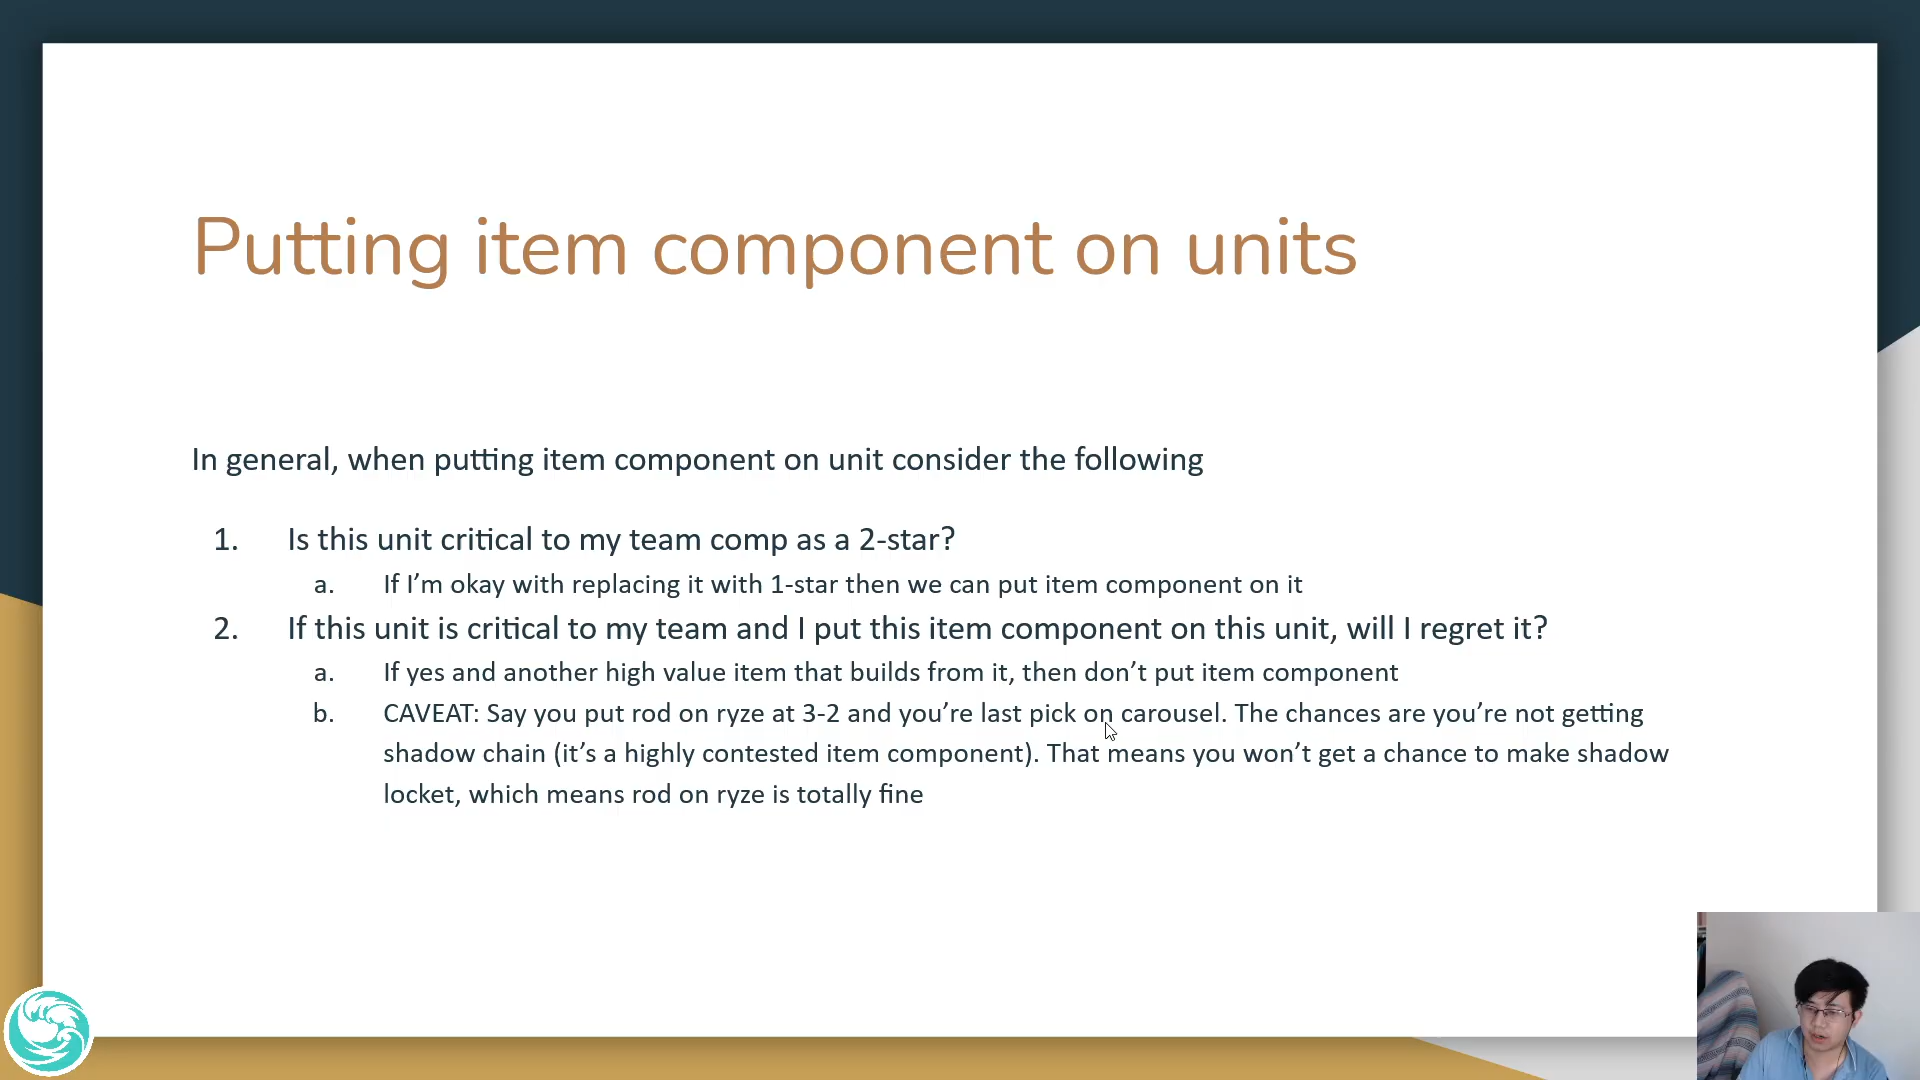 Putting item component on units
In general, when putting item component on unit consider the following
1. Is this unit critical to my team comp as a 2-star?
a. If I’m okay with replacing it with 1-star then we can put item component on it
2. If this unit is critical to my team and I put this item component on this unit, will I regret it?
a. If yes and another high value item that builds from it, then don’t put item component
b. CAVEAT: Say you put rod on ryze at 3-2 and you’re last pick on carousel. The chances are you’re not getting
shadow chain (it’s a highly contested item component). That means you won’t get a chance to make shadow
locket, which means rod on ryze is totally fine